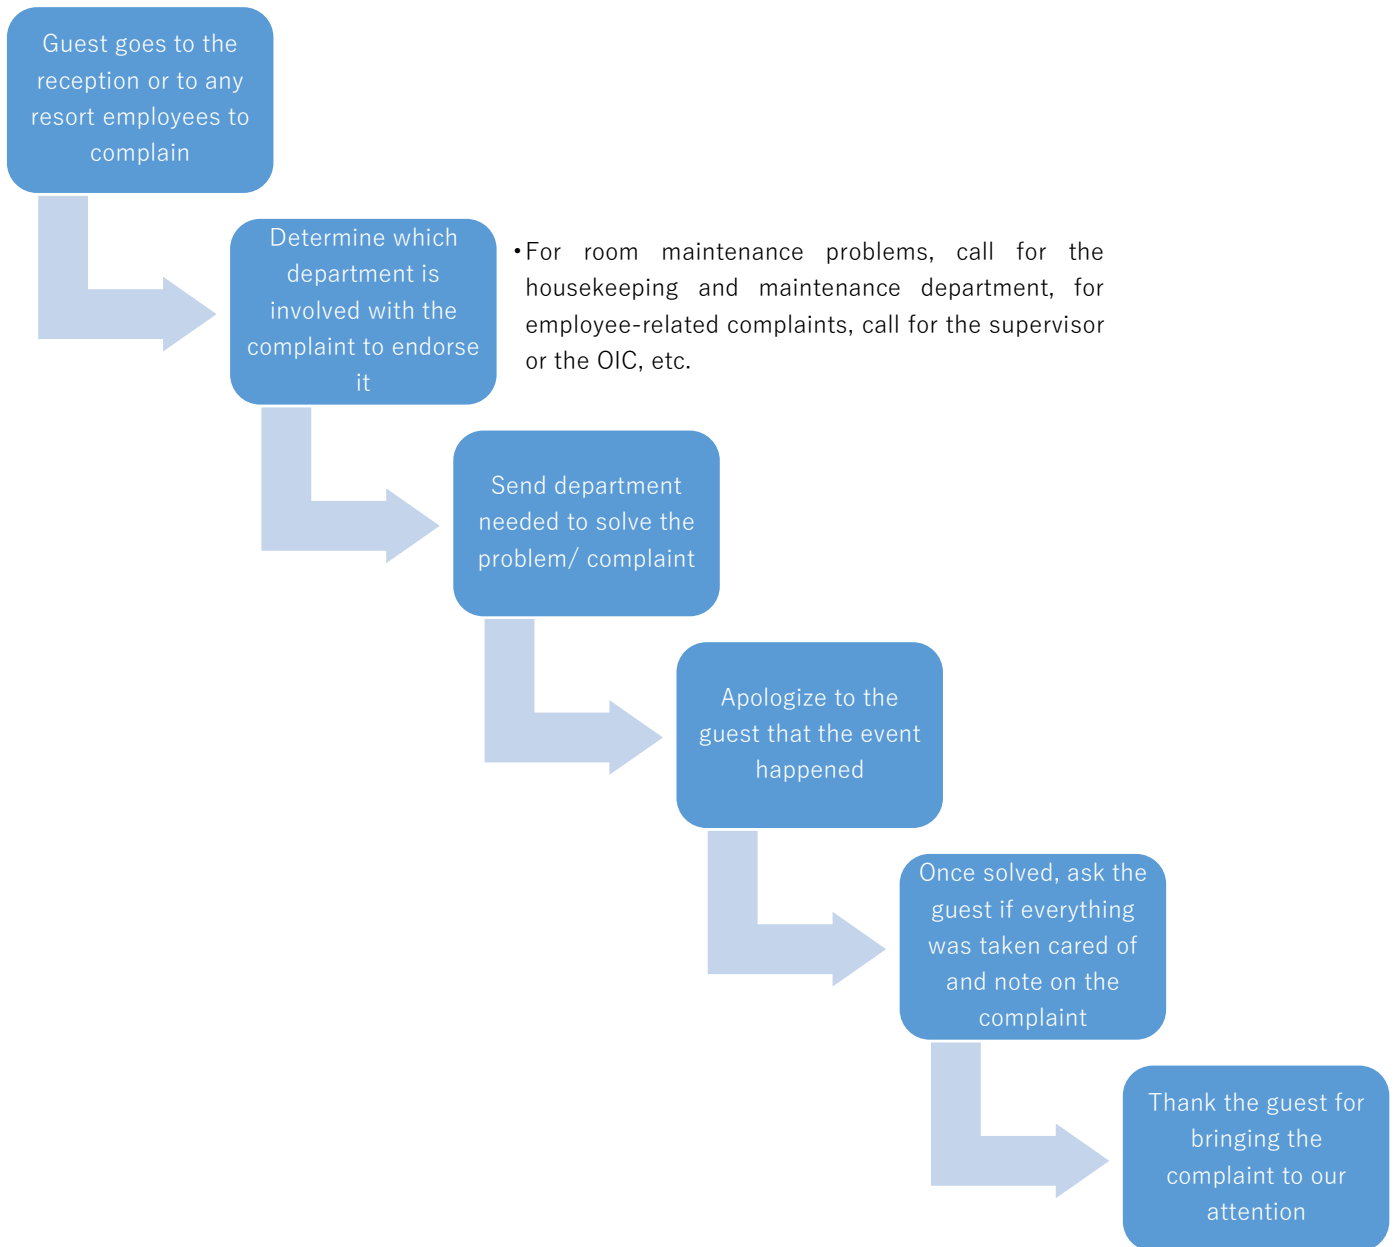 Guest goes to the
reception or to any
resort employees to
complain
Determine which
department is
involved with the
complaint to endorse
it
•For room maintenance problems, call for the
housekeeping and maintenance department, for
employee-related complaints, call for the supervisor
or the OIC, etc.
Send department
needed to solve the
problem/ complaint
Apologize to the
guest that the event
happened
Once solved, ask the
guest if everything
was taken cared of
and note on the
complaint
Thank the guest for
bringing the
complaint to our
attention